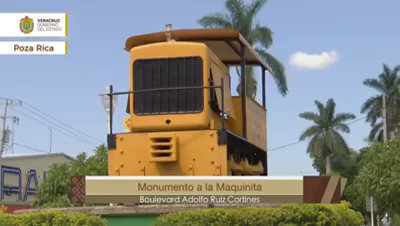 VERACRUZ
GOBIERNO
DEL ESTADO
Poza Rica
Monumento a la Maquinita
Boulevard Adolfo Ruiz Cortines